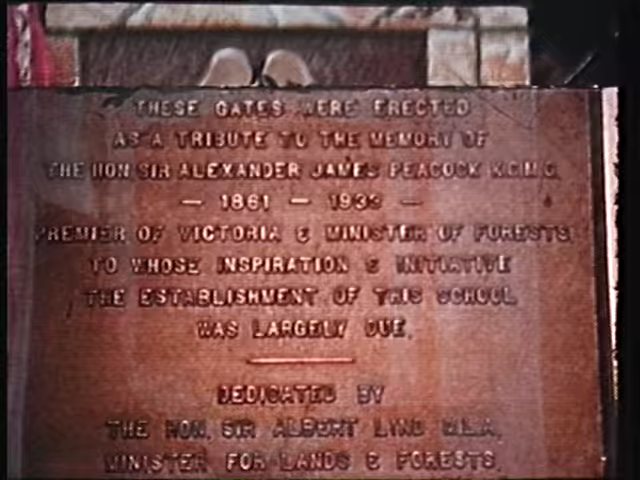 THESE GATES WERE ERECTED
AS A TRIBUTE TO THE MEMORY OF
THE HON SIR ALEXANDER JAMES PEACOCK K.C.M.G.
— 1861 — 1933 —
PREMIER OF VICTORIA & MINISTER OF FORESTS
TO WHOSE INSPIRATION & INITIATIVE
THE ESTABLISHMENT OF THIS SCHOOL
WAS LARGELY DUE.
DEDICATED BY
THE HON. SIR ALBERT LIND M.L.A.
MINISTER FOR LANDS & FORESTS.